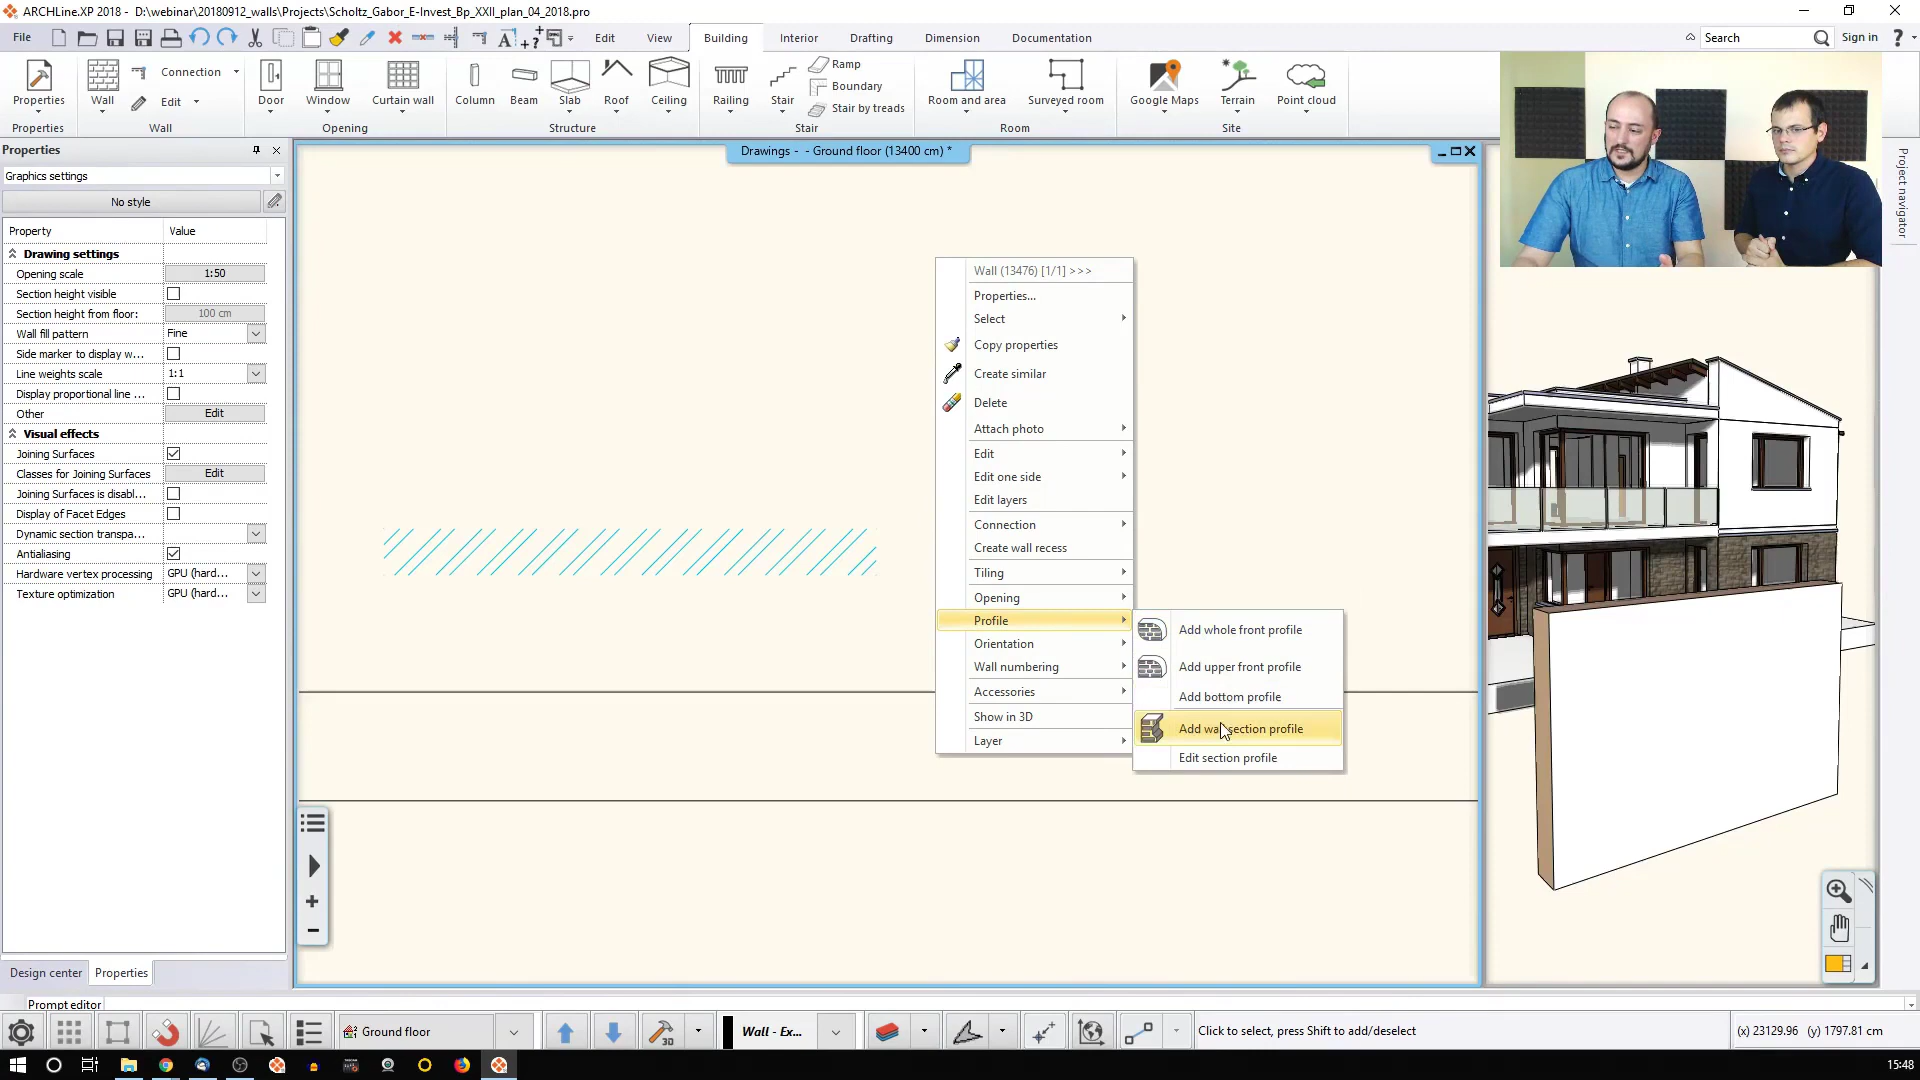 ARCHLine.XP 2018 - D:\webinar\20180912_walls\Projects\Scholtz_Gabor_E-Invest_Bp_XXII_plan_04_2018.pro
File
Edit
View
Building
Interior
Drafting
Dimension
Documentation
Search
Sign in
Properties
Wall
Connection
Edit
Door
Window
Curtain wall
Column
Beam
Slab
Roof
Ceiling
Railing
Stair
Ramp
Boundary
Stair by treads
Room and area
Surveyed room
Google Maps
Terrain
Point cloud
Properties
Wall
Opening
Structure
Stair
Room
Site
Properties
Graphics settings
No style
Property Value
Drawing settings
Opening scale 1:50
Section height visible
Section height from floor: 100 cm
Wall fill pattern Fine
Side marker to display w...
Line weights scale 1:1
Display proportional line ...
Other Edit
Visual effects
Joining Surfaces
Classes for Joining Surfaces Edit
Joining Surfaces is disabl...
Display of Facet Edges
Dynamic section transpa...
Antialiasing
Hardware vertex processing GPU (hard...
Texture optimization GPU (hard...
Design center
Properties
Drawings - - Ground floor (13400 cm) *
Wall (13476) [1/1] >>>
Properties...
Select
Copy properties
Create similar
Delete
Attach photo
Edit
Edit one side
Edit layers
Connection
Create wall recess
Tiling
Opening
Profile
Orientation
Wall numbering
Accessories
Show in 3D
Layer
Add whole front profile
Add upper front profile
Add bottom profile
Add wall section profile
Edit section profile
Project navigator
Prompt editor
Ground floor
3D
Wall - Ex...
Click to select, press Shift to add/deselect
(x) 23129.96 (y) 1797.81 cm
15:48